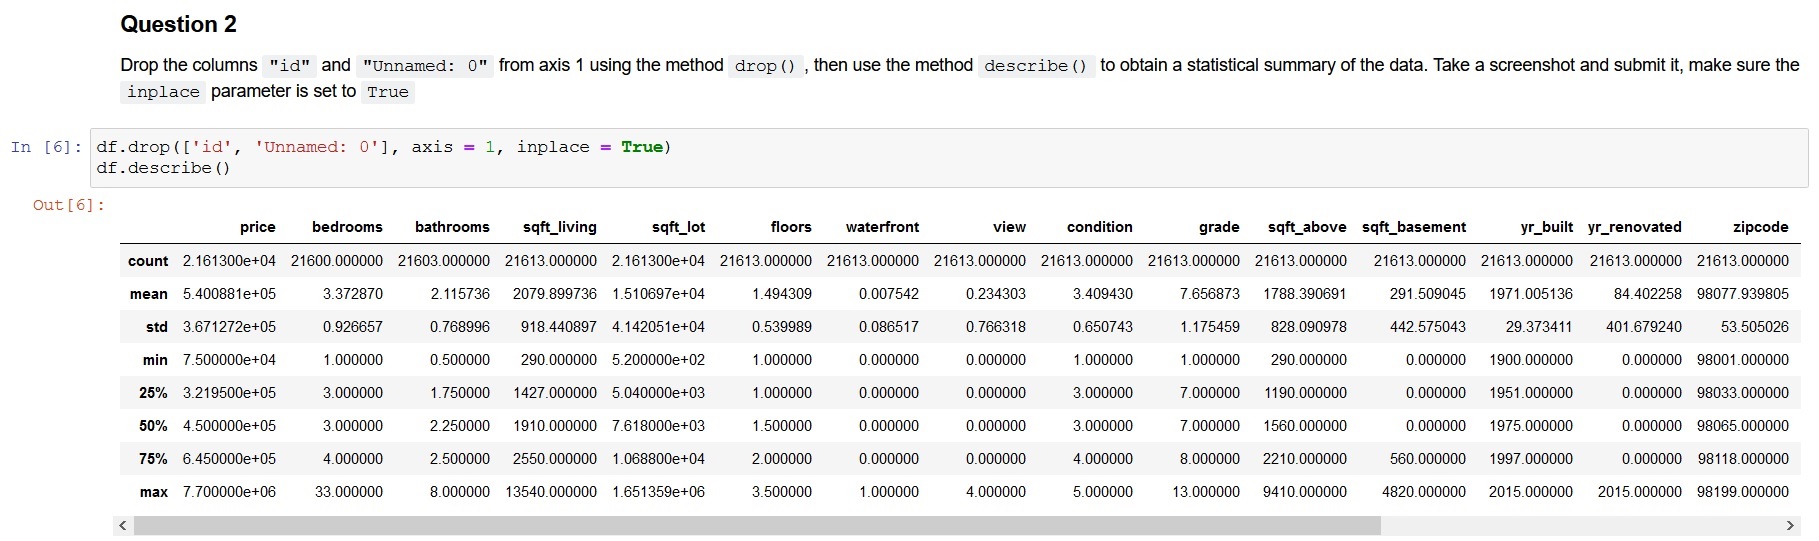 Question 2
Drop the columns "id" and "Unnamed: 0" from axis 1 using the method drop() , then use the method describe() to obtain a statistical summary of the data. Take a screenshot and submit it, make sure the
inplace parameter is set to True
In [6]: df.drop(['id', 'Unnamed: 0'], axis = 1, inplace = True)
df.describe()
Out[6]:
price bedrooms bathrooms sqft_living sqft_lot floors waterfront view condition grade sqft_above sqft_basement yr_built yr_renovated zipcode
count 2.161300e+04 21600.000000 21603.000000 21613.000000 2.161300e+04 21613.000000 21613.000000 21613.000000 21613.000000 21613.000000 21613.000000 21613.000000 21613.000000 21613.000000 21613.000000
mean 5.400881e+05 3.372870 2.115736 2079.899736 1.510697e+04 1.494309 0.007542 0.234303 3.409430 7.656873 1788.390691 291.509045 1971.005136 84.402258 98077.939805
std 3.671272e+05 0.926657 0.768996 918.440897 4.142051e+04 0.539989 0.086517 0.766318 0.650743 1.175459 828.090978 442.575043 29.373411 401.679240 53.505026
min 7.500000e+04 1.000000 0.500000 290.000000 5.200000e+02 1.000000 0.000000 0.000000 1.000000 1.000000 290.000000 0.000000 1900.000000 0.000000 98001.000000
25% 3.219500e+05 3.000000 1.750000 1427.000000 5.040000e+03 1.000000 0.000000 0.000000 3.000000 7.000000 1190.000000 0.000000 1951.000000 0.000000 98033.000000
50% 4.500000e+05 3.000000 2.250000 1910.000000 7.618000e+03 1.500000 0.000000 0.000000 3.000000 7.000000 1560.000000 0.000000 1975.000000 0.000000 98065.000000
75% 6.450000e+05 4.000000 2.500000 2550.000000 1.068800e+04 2.000000 0.000000 0.000000 4.000000 8.000000 2210.000000 560.000000 1997.000000 0.000000 98118.000000
max 7.700000e+06 33.000000 8.000000 13540.000000 1.651359e+06 3.500000 1.000000 4.000000 5.000000 13.000000 9410.000000 4820.000000 2015.000000 2015.000000 98199.000000